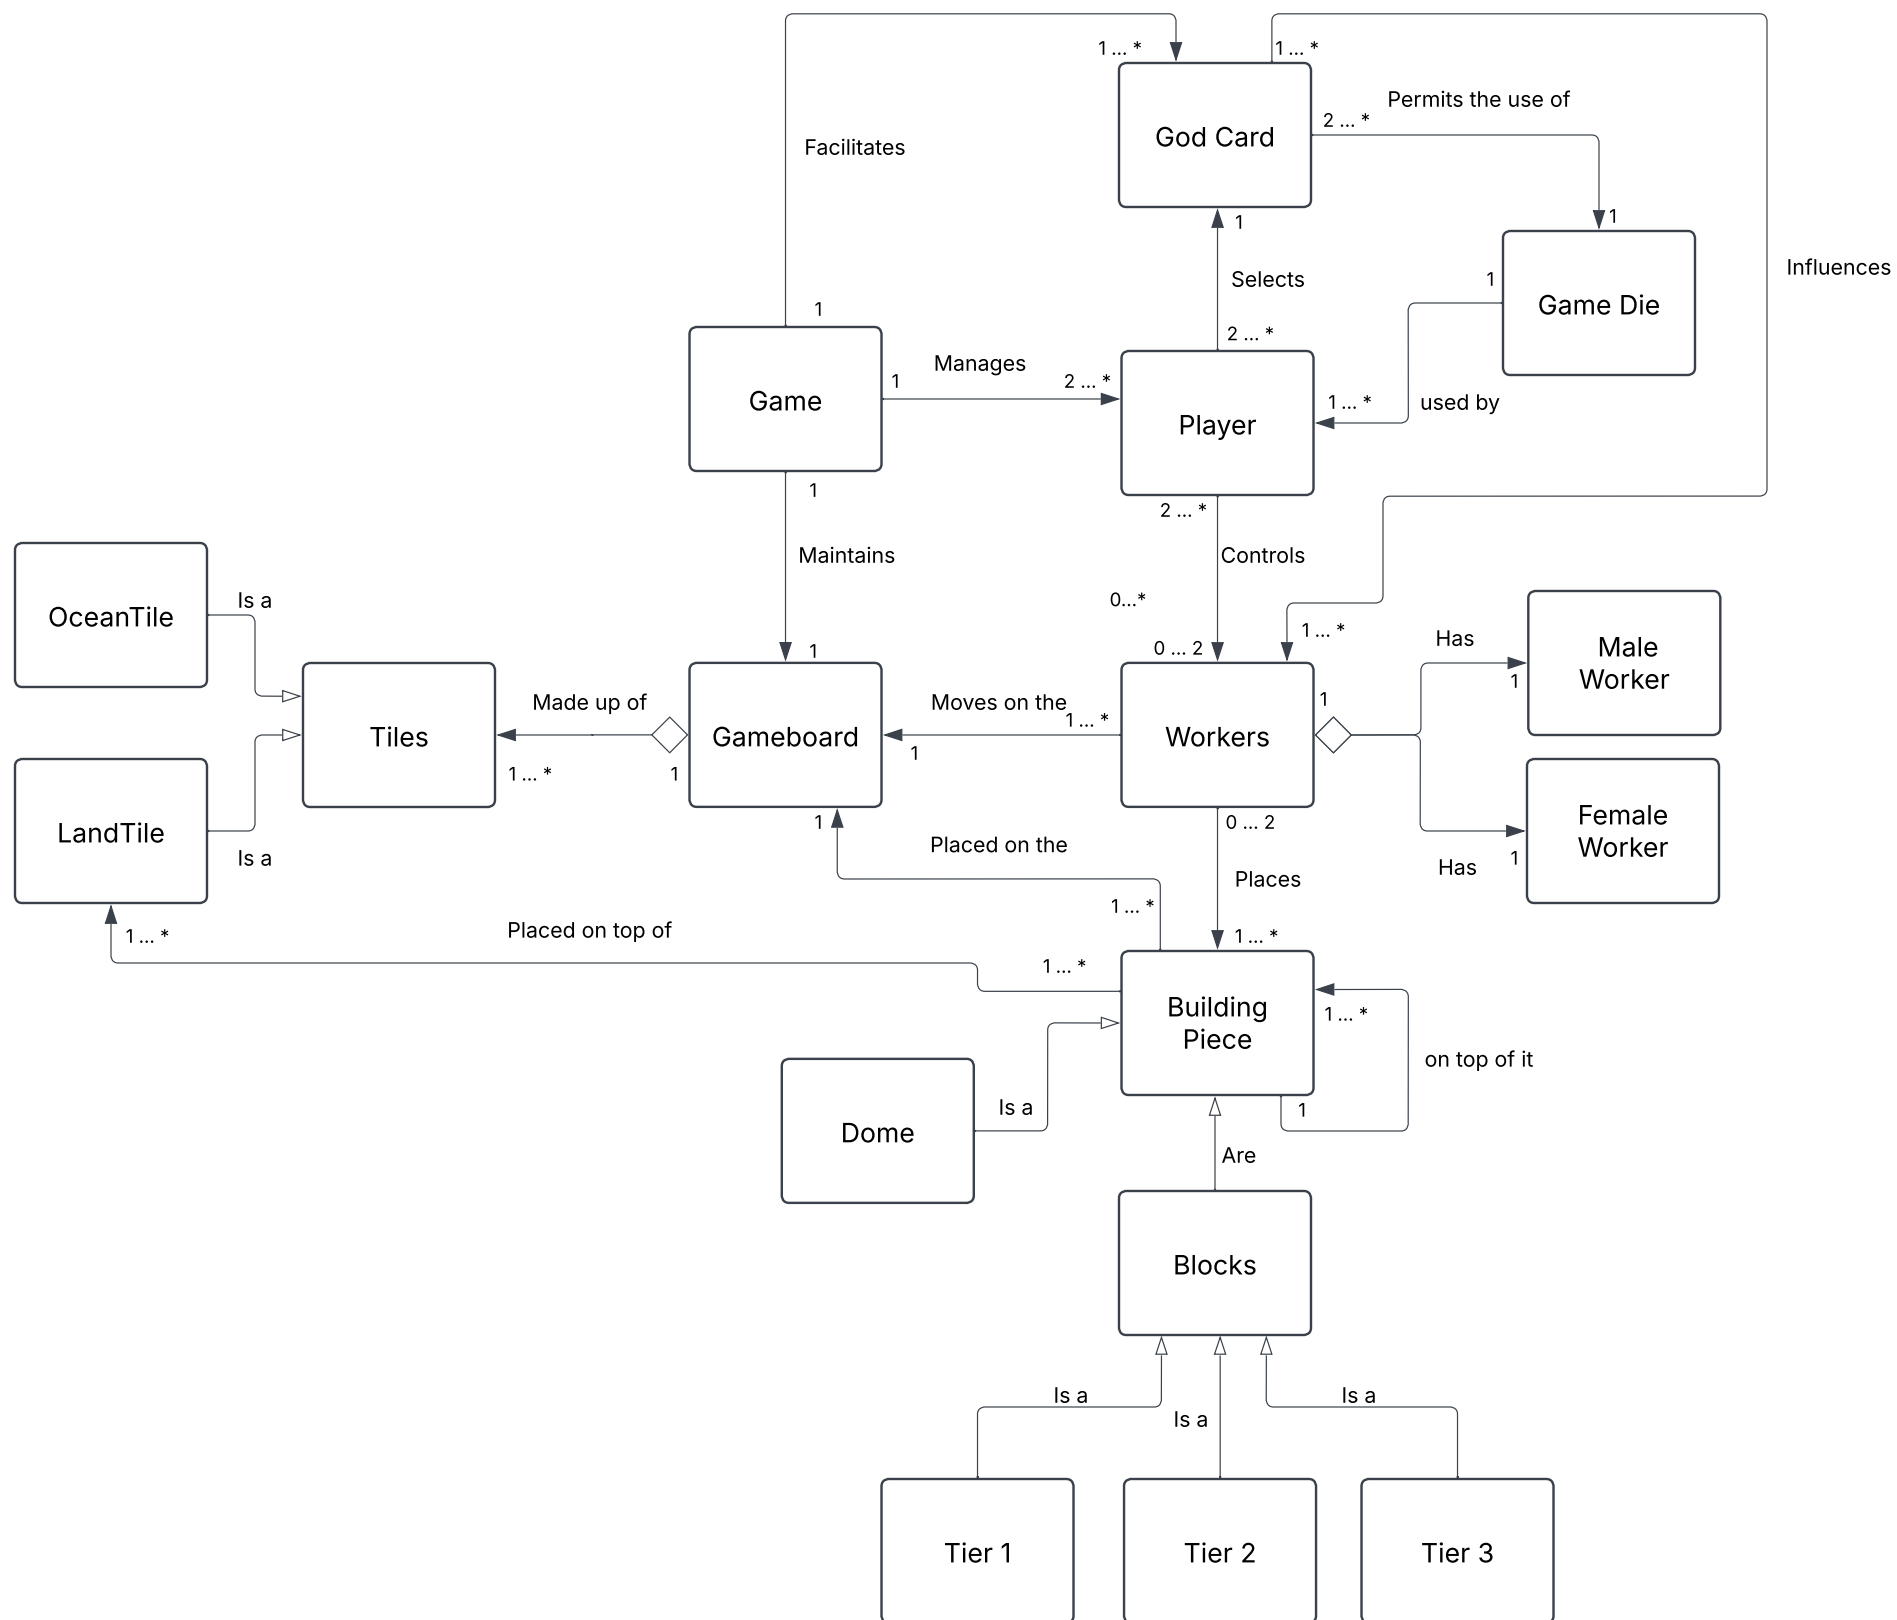 1 ... *
1 ... *
Permits the use of
2 ... *
God Card
Facilitates
1
1
Selects
Influences
1
Game Die
1
2 ... *
Manages
1
2 ... *
1 ... *
used by
Game
Player
1
2 ... *
Maintains
Controls
Is a
0...*
OceanTile
1 ... *
Has
Male
Worker
1
0 ... 2
1
1
Made up of
Moves on the
1 ... *
Tiles
Gameboard
Workers
1
1 ... *
1
1
0 ... 2
Female
Worker
LandTile
Placed on the
Is a
1
Has
Places
1 ... *
1 ... *
Placed on top of
1 ... *
1 ... *
Building
Piece
1 ... *
on top of it
Is a
1
Dome
Are
Blocks
Is a
Is a
Is a
Tier 1
Tier 2
Tier 3